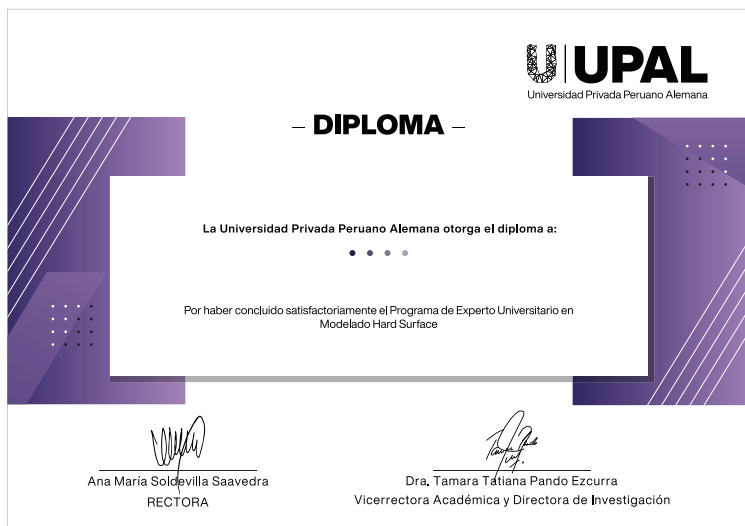 UPAL
Universidad Privada Peruano Alemana
– DIPLOMA –
La Universidad Privada Peruano Alemana otorga el diploma a:
Por haber concluido satisfactoriamente el Programa de Experto Universitario en
Modelado Hard Surface
Ana María Soldevilla Saavedra
RECTORA
Dra. Tamara Tatiana Pando Ezcurra
Vicerrectora Académica y Directora de Investigación